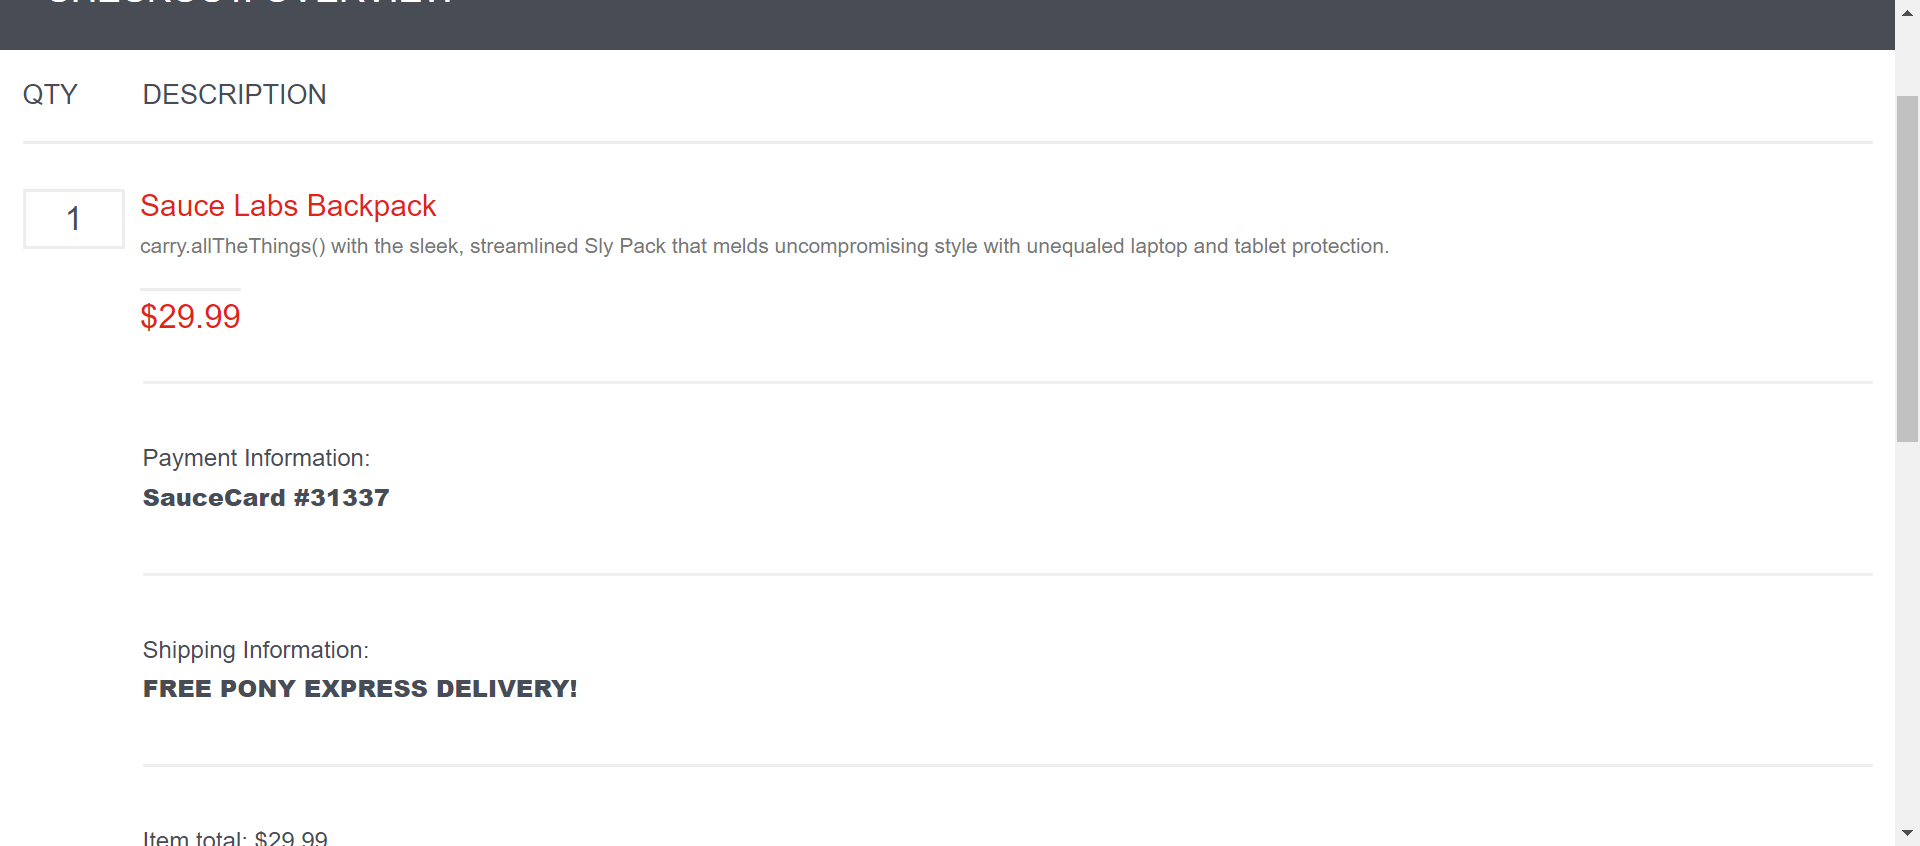 CHECKOUT: OVERVIEW
QTY DESCRIPTION
1 Sauce Labs Backpack
carry.allTheThings() with the sleek, streamlined Sly Pack that melds uncompromising style with unequaled laptop and tablet protection.
$29.99
Payment Information:
SauceCard #31337
Shipping Information:
FREE PONY EXPRESS DELIVERY!
Item total: $29.99